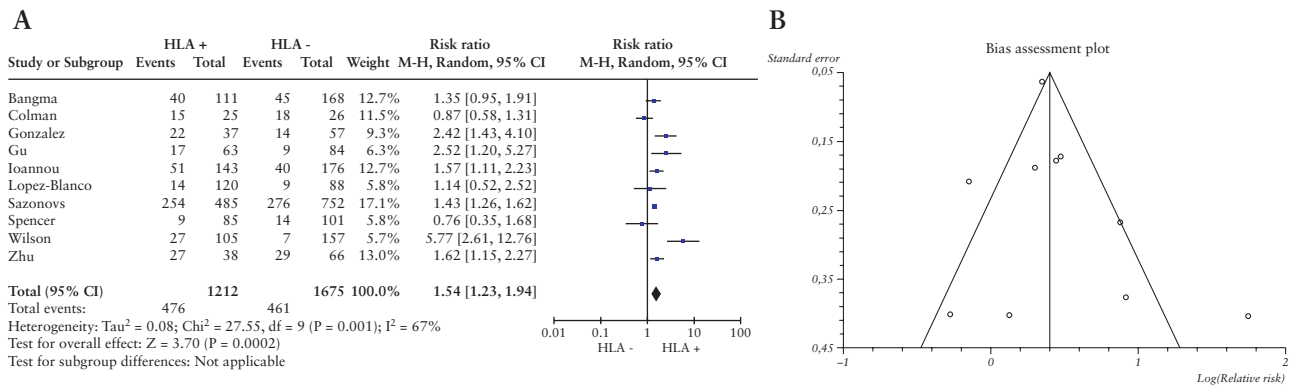 A
HLA + HLA - Risk ratio Risk ratio
Study or Subgroup Events Total Events Total Weight M-H, Random, 95% CI M-H, Random, 95% CI
Bangma 40 111 45 168 12.7% 1.35 [0.95, 1.91]
Colman 15 25 18 26 11.5% 0.87 [0.58, 1.31]
Gonzalez 22 37 14 57 9.3% 2.42 [1.43, 4.10]
Gu 17 63 9 84 6.3% 2.52 [1.20, 5.27]
Ioannou 51 143 40 176 12.7% 1.57 [1.11, 2.23]
Lopez-Blanco 14 120 9 88 5.8% 1.14 [0.52, 2.52]
Sazonovs 254 485 276 752 17.1% 1.43 [1.26, 1.62]
Spencer 9 85 14 101 5.8% 0.76 [0.35, 1.68]
Wilson 27 105 7 157 5.7% 5.77 [2.61, 12.76]
Zhu 27 38 29 66 13.0% 1.62 [1.15, 2.27]
Total (95% CI) 1212 1675 100.0% 1.54 [1.23, 1.94]
Total events: 476 461
Heterogeneity: Tau² = 0.08; Chi² = 27.55, df = 9 (P = 0.001); I² = 67%
Test for overall effect: Z = 3.70 (P = 0.0002)
Test for subgroup differences: Not applicable
0.01 0.1 1 10 100
HLA - HLA +
B
Bias assessment plot
Standard error
0,05
0,15
0,25
0,35
0,45
–1 0 1 2
Log(Relative risk)